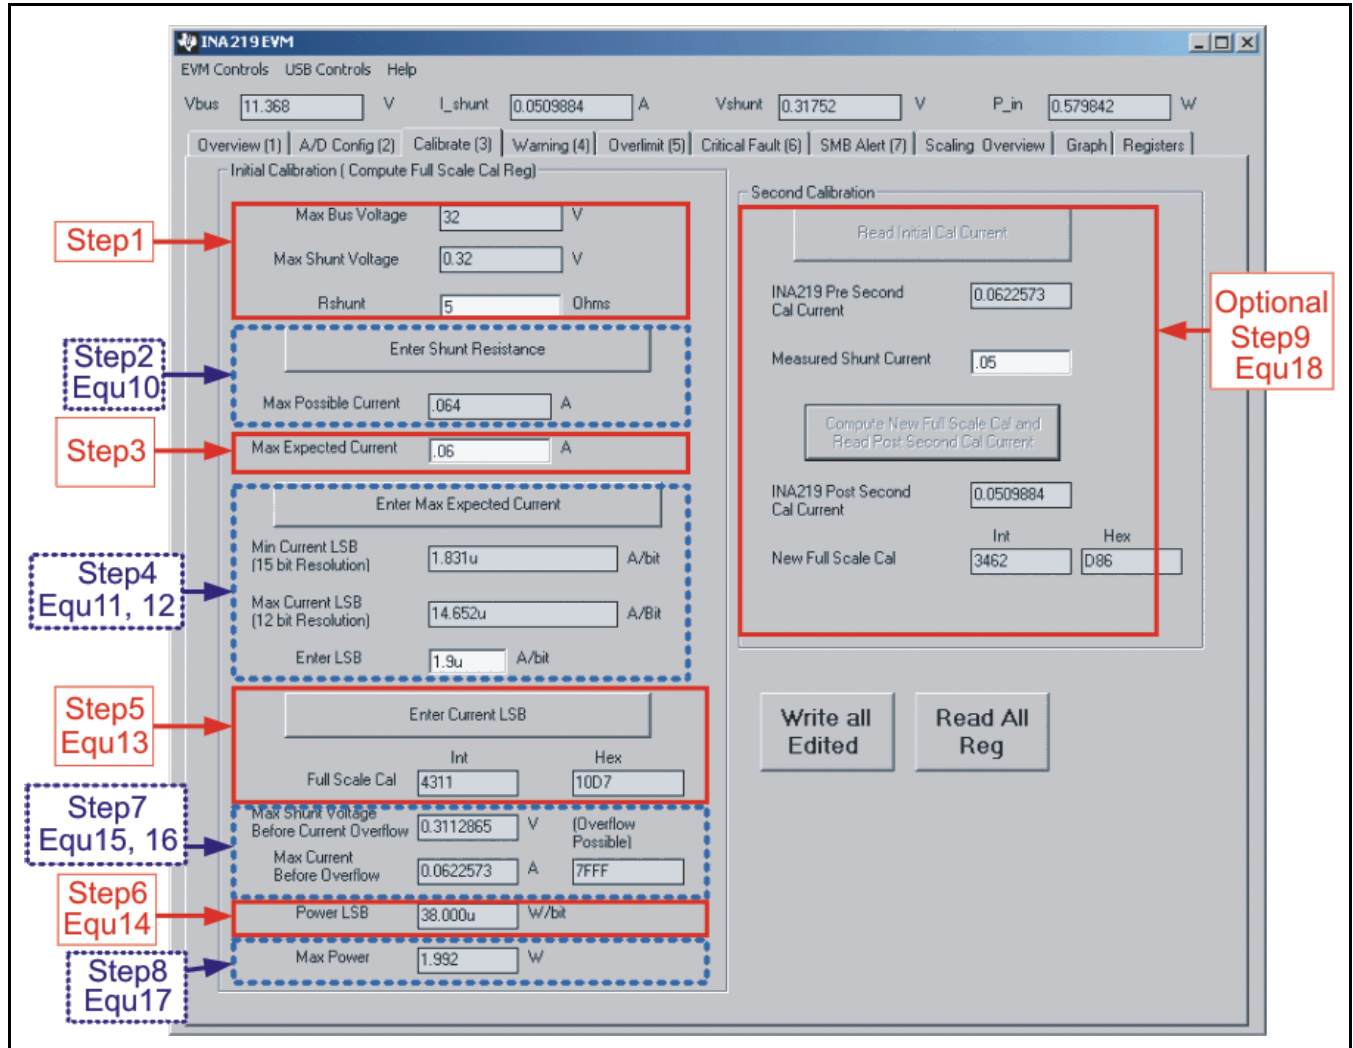 INA219 EVM
EVM Controls USB Controls Help
Vbus 11.368 V I_shunt 0.0509884 A Vshunt 0.31752 V P_in 0.579842 W
Overview (1) A/D Config (2) Calibrate (3) Warning (4) Overlimit (5) Critical Fault (6) SMB Alert (7) Scaling Overview Graph Registers
Initial Calibration ( Compute Full Scale Cal Reg)
Step1
Max Bus Voltage 32 V
Max Shunt Voltage 0.32 V
Rshunt 5 Ohms
Step2
Equ10
Enter Shunt Resistance
Max Possible Current .064 A
Step3
Max Expected Current .06 A
Step4
Equ11, 12
Enter Max Expected Current
Min Current LSB
(15 bit Resolution) 1.831u A/bit
Max Current LSB
(12 bit Resolution) 14.652u A/Bit
Enter LSB 1.9u A/bit
Step5
Equ13
Enter Current LSB
Int Hex
Full Scale Cal 4311 10D7
Step7
Equ15, 16
Max Shunt Voltage
Before Current Overflow 0.3112865 V (Overflow
Possible)
Max Current
Before Overflow 0.0622573 A 7FFF
Step6
Equ14
Power LSB 38.000u W/bit
Step8
Equ17
Max Power 1.992 W
Second Calibration
Read Initial Cal Current
INA219 Pre Second
Cal Current 0.0622573
Measured Shunt Current .05
Compute New Full Scale Cal and
Read Post Second Cal Current
INA219 Post Second
Cal Current 0.0509884
Int Hex
New Full Scale Cal 3462 D86
Optional
Step9
Equ18
Write all
Edited
Read All
Reg